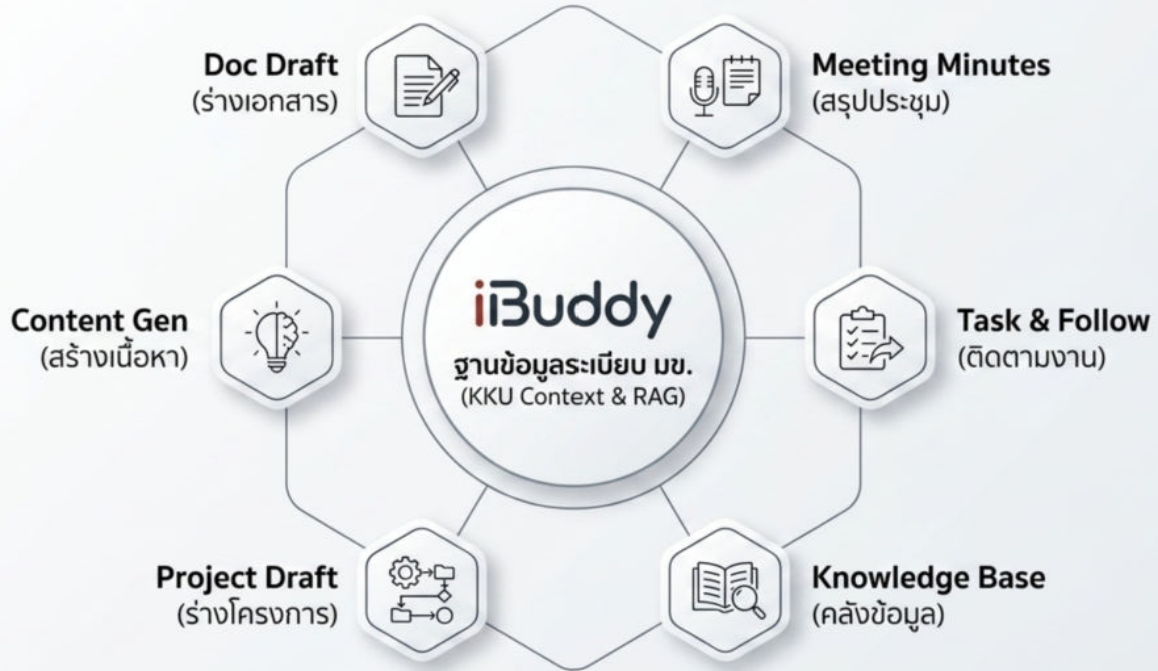 Doc Draft
(ร่างเอกสาร)
Meeting Minutes
(สรุปประชุม)
Content Gen
(สร้างเนื้อหา)
iBuddy
ฐานข้อมูลระเบียบ มข.
(KKU Context & RAG)
Task & Follow
(ติดตามงาน)
Project Draft
(ร่างโครงการ)
Knowledge Base
(คลังข้อมูล)